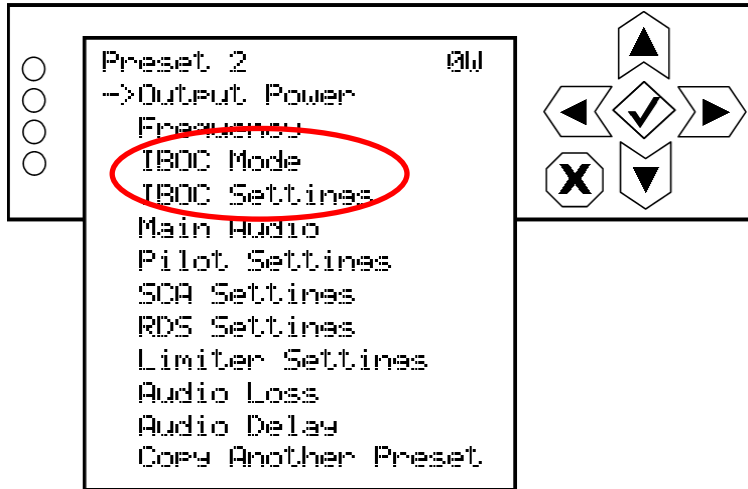 Preset 2 0W
->Output Power
Frequency
IBOC Mode
IBOC Settings
Main Audio
Pilot Settings
SCA Settings
RDS Settings
Limiter Settings
Audio Loss
Audio Delay
Copy Another Preset
X